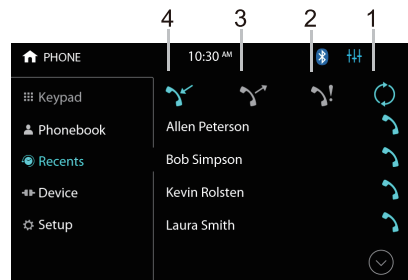 4 3 2 1
PHONE 10:30 AM
Keypad
Phonebook
Recents
Device
Setup
Allen Peterson
Bob Simpson
Kevin Rolsten
Laura Smith